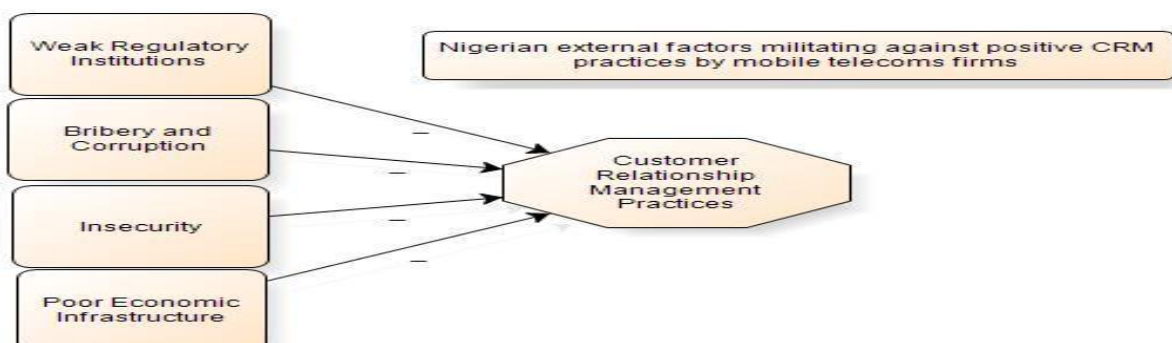 Weak Regulatory
Institutions
Nigerian external factors militating against positive CRM
practices by mobile telecoms firms
Bribery and
Corruption
–
–
Customer
Relationship
Management
Practices
Insecurity
–
–
Poor Economic
Infrastructure